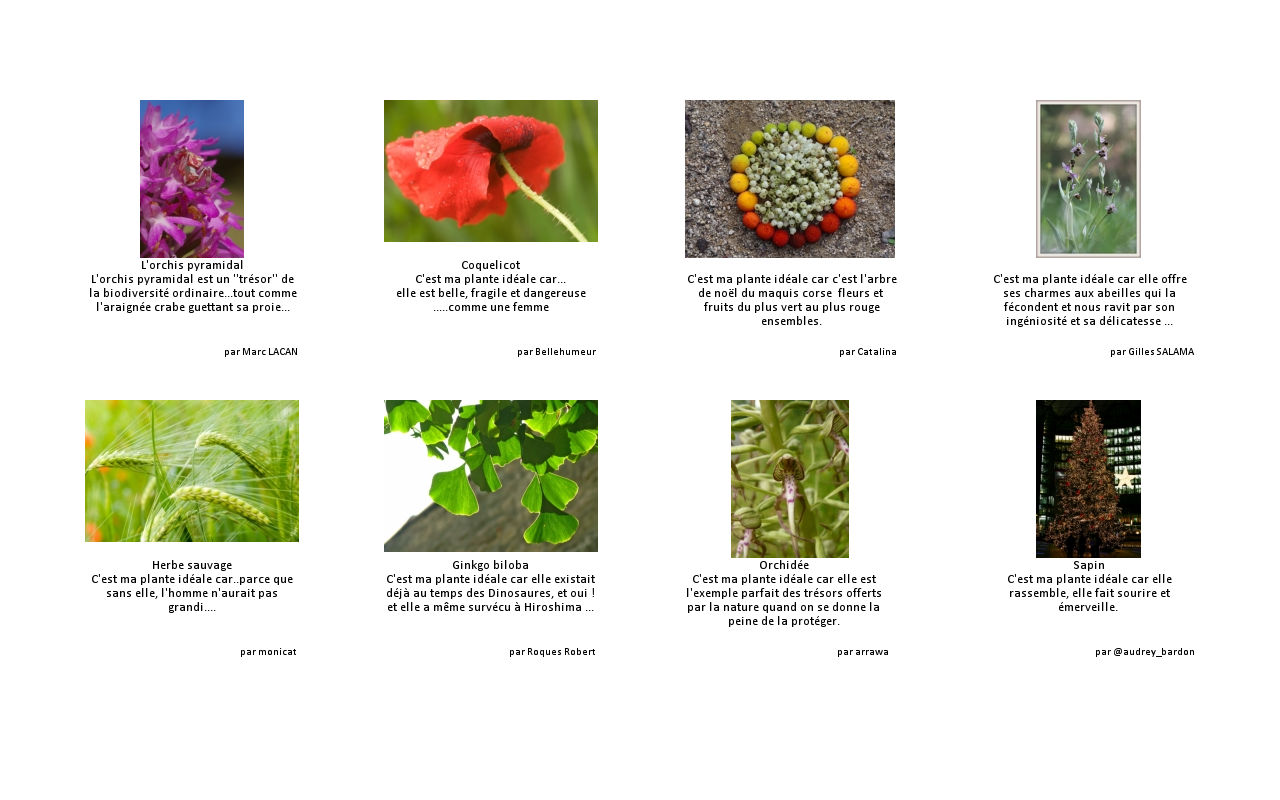 L'orchis pyramidal
L'orchis pyramidal est un "trésor" de
la biodiversité ordinaire...tout comme
l'araignée crabe guettant sa proie...
par Marc LACAN
Coquelicot
C'est ma plante idéale car...
elle est belle, fragile et dangereuse
.....comme une femme
par Bellehumeur
C'est ma plante idéale car c'est l'arbre
de noël du maquis corse  fleurs et
fruits du plus vert au plus rouge
ensembles.
par Catalina
C'est ma plante idéale car elle offre
ses charmes aux abeilles qui la
fécondent et nous ravit par son
ingéniosité et sa délicatesse ...
par Gilles SALAMA
Herbe sauvage
C'est ma plante idéale car..parce que
sans elle, l'homme n'aurait pas
grandi....
par monicat
Ginkgo biloba
C'est ma plante idéale car elle existait
déjà au temps des Dinosaures, et oui !
et elle a même survécu à Hiroshima ...
par Roques Robert
Orchidée
C'est ma plante idéale car elle est
l'exemple parfait des trésors offerts
par la nature quand on se donne la
peine de la protéger.
par arrawa
Sapin
C'est ma plante idéale car elle
rassemble, elle fait sourire et
émerveille.
par @audrey_bardon